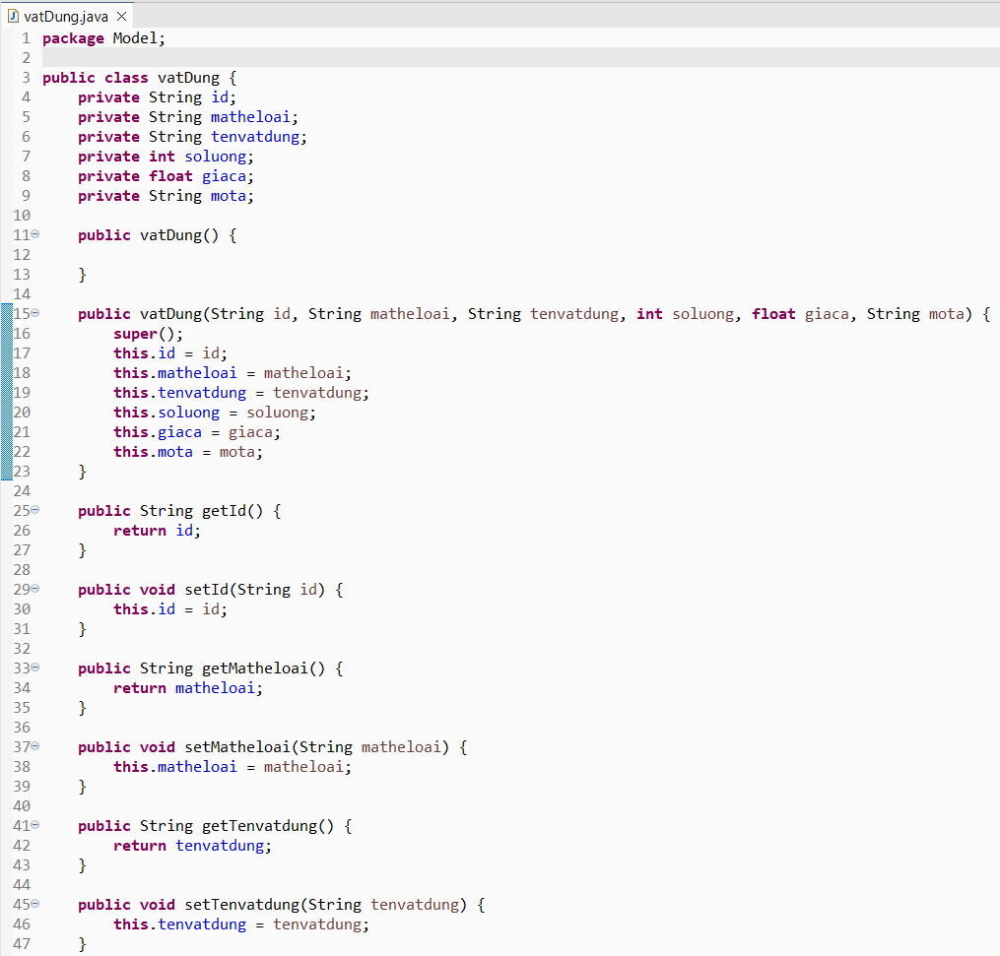 vatDung.java
1 package Model;
2
3 public class vatDung {
4     private String id;
5     private String matheloai;
6     private String tenvatdung;
7     private int soluong;
8     private float giaca;
9     private String mota;
10
11     public vatDung() {
12
13     }
14
15     public vatDung(String id, String matheloai, String tenvatdung, int soluong, float giaca, String mota) {
16         super();
17         this.id = id;
18         this.matheloai = matheloai;
19         this.tenvatdung = tenvatdung;
20         this.soluong = soluong;
21         this.giaca = giaca;
22         this.mota = mota;
23     }
24
25     public String getId() {
26         return id;
27     }
28
29     public void setId(String id) {
30         this.id = id;
31     }
32
33     public String getMatheloai() {
34         return matheloai;
35     }
36
37     public void setMatheloai(String matheloai) {
38         this.matheloai = matheloai;
39     }
40
41     public String getTenvatdung() {
42         return tenvatdung;
43     }
44
45     public void setTenvatdung(String tenvatdung) {
46         this.tenvatdung = tenvatdung;
47     }